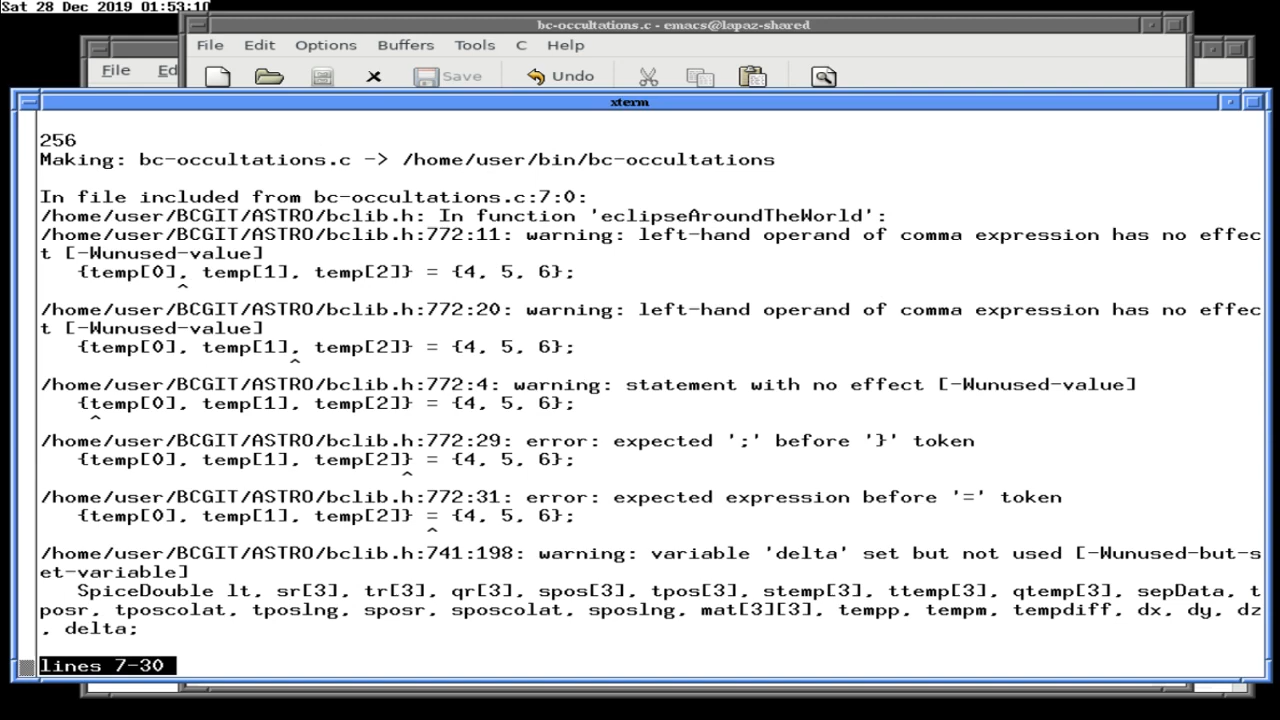 Sat 28 Dec 2019 01:53:10
bc-occultations.c - emacs@lapaz-shared
File Edit Options Buffers Tools C Help
File Ed
Save Undo
xterm
256
Making: bc-occultations.c -> /home/user/bin/bc-occultations
In file included from bc-occultations.c:7:0:
/home/user/BCGIT/ASTRO/bclib.h: In function 'eclipseAroundTheWorld':
/home/user/BCGIT/ASTRO/bclib.h:772:11: warning: left-hand operand of comma expression has no effec
t [-Wunused-value]
{temp[0], temp[1], temp[2]} = {4, 5, 6};
^
/home/user/BCGIT/ASTRO/bclib.h:772:20: warning: left-hand operand of comma expression has no effec
t [-Wunused-value]
{temp[0], temp[1], temp[2]} = {4, 5, 6};
^
/home/user/BCGIT/ASTRO/bclib.h:772:4: warning: statement with no effect [-Wunused-value]
{temp[0], temp[1], temp[2]} = {4, 5, 6};
^
/home/user/BCGIT/ASTRO/bclib.h:772:29: error: expected ';' before '}' token
{temp[0], temp[1], temp[2]} = {4, 5, 6};
^
/home/user/BCGIT/ASTRO/bclib.h:772:31: error: expected expression before '=' token
{temp[0], temp[1], temp[2]} = {4, 5, 6};
^
/home/user/BCGIT/ASTRO/bclib.h:741:198: warning: variable 'delta' set but not used [-Wunused-but-s
et-variable]
SpiceDouble lt, sr[3], tr[3], qr[3], spos[3], tpos[3], stemp[3], ttemp[3], qtemp[3], sepData, t
posr, tposcolat, tposlng, sposr, sposcolat, sposlng, mat[3][3], tempp, tempm, tempdiff, dx, dy, dz
, delta;
lines 7-30